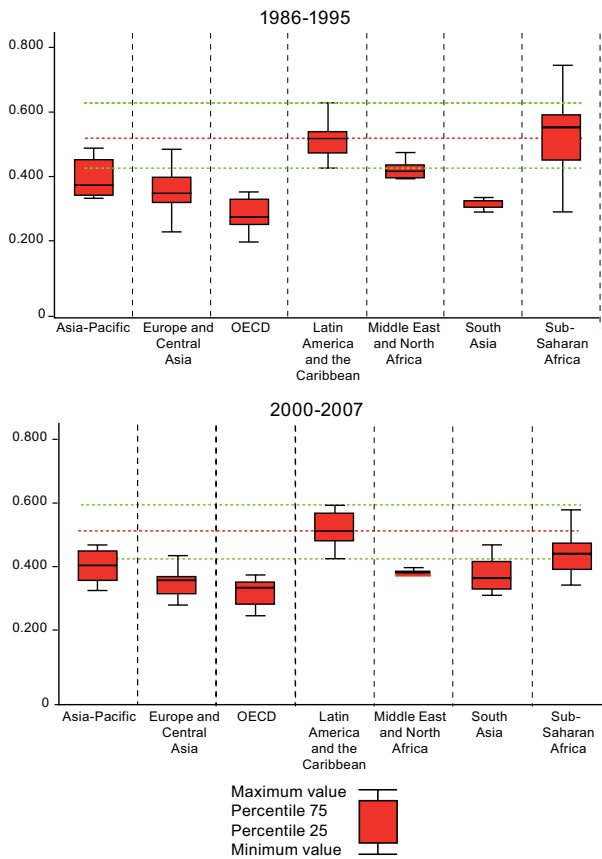 1986-1995
0.800
0.600
0.400
0.200
0
Asia-Pacific
Europe and
Central
Asia
OECD
Latin
America
and the
Caribbean
Middle East
and North
Africa
South
Asia
Sub-
Saharan
Africa
2000-2007
0.800
0.600
0.400
0.200
0
Asia-Pacific
Europe and
Central
Asia
OECD
Latin
America
and the
Caribbean
Middle East
and North
Africa
South
Asia
Sub-
Saharan
Africa
Maximum value
Percentile 75
Percentile 25
Minimum value